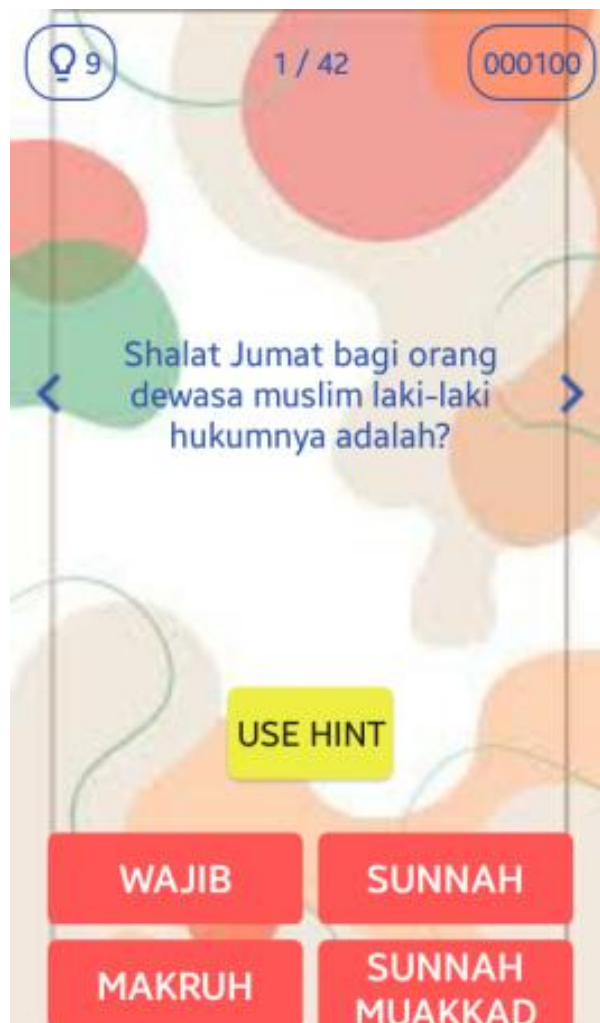 9
1 / 42
000100
Shalat Jumat bagi orang
dewasa muslim laki-laki
hukumnya adalah?
USE HINT
WAJIB
SUNNAH
MAKRUH
SUNNAH
MUAKKAD